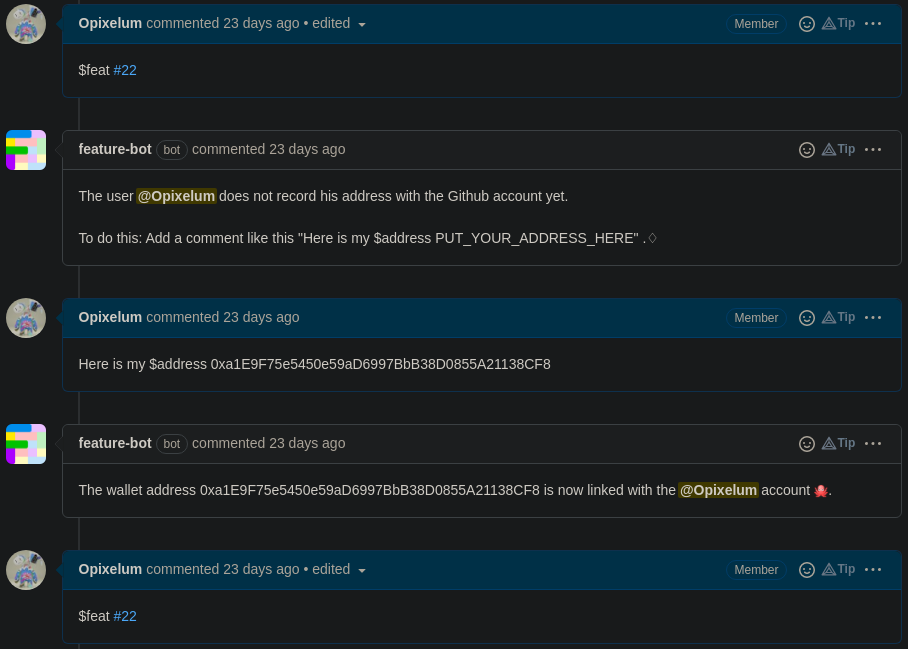 Opixelum commented 23 days ago • edited
Member
Tip
$feat #22
feature-bot bot commented 23 days ago
Tip
The user @Opixelum does not record his address with the Github account yet.
To do this: Add a comment like this "Here is my $address PUT_YOUR_ADDRESS_HERE" .♢
Opixelum commented 23 days ago
Member
Tip
Here is my $address 0xa1E9F75e5450e59aD6997BbB38D0855A21138CF8
feature-bot bot commented 23 days ago
Tip
The wallet address 0xa1E9F75e5450e59aD6997BbB38D0855A21138CF8 is now linked with the @Opixelum account 🐙.
Opixelum commented 23 days ago • edited
Member
Tip
$feat #22